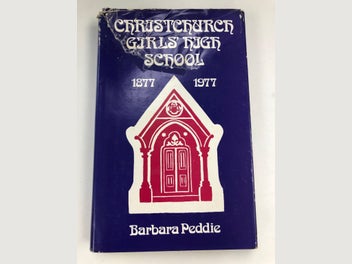 CHRISTCHURCH
GIRLS' HIGH
SCHOOL
1877 1977
Barbara Peddie